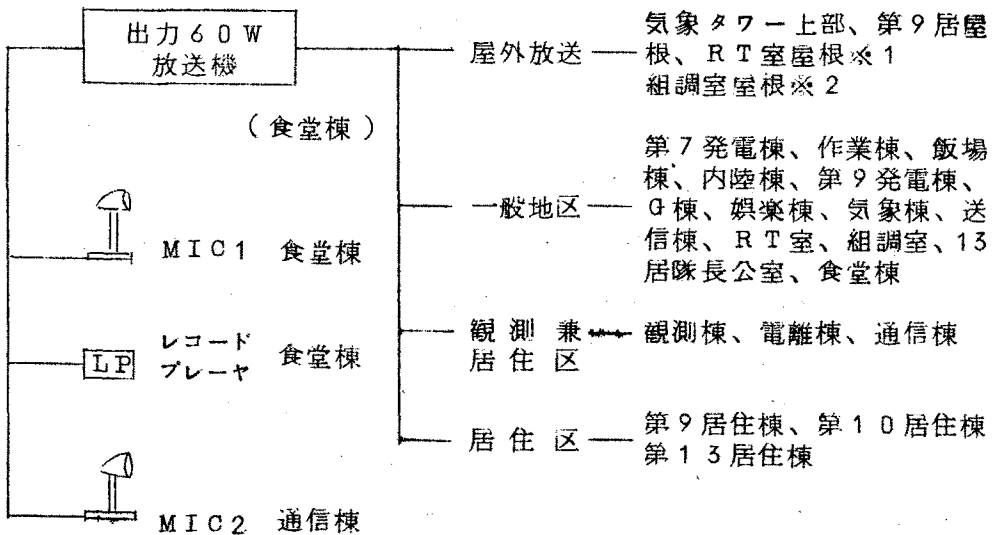 出力60W
放送機
(食堂棟)
MIC1 食堂棟
LP レコード
プレーヤ 食堂棟
MIC2 通信棟
屋外放送
気象タワー上部、第9居屋
根、RT室屋根※1
組調室屋根※2
一般地区
第7発電棟、作業棟、飯場
棟、内陸棟、第9発電棟、
G棟、娯楽棟、気象棟、送
信棟、RT室、組調室、13
居隊長公室、食堂棟
観測兼
居住区
観測棟、電離棟、通信棟
居住区
第9居住棟、第10居住棟
第13居住棟